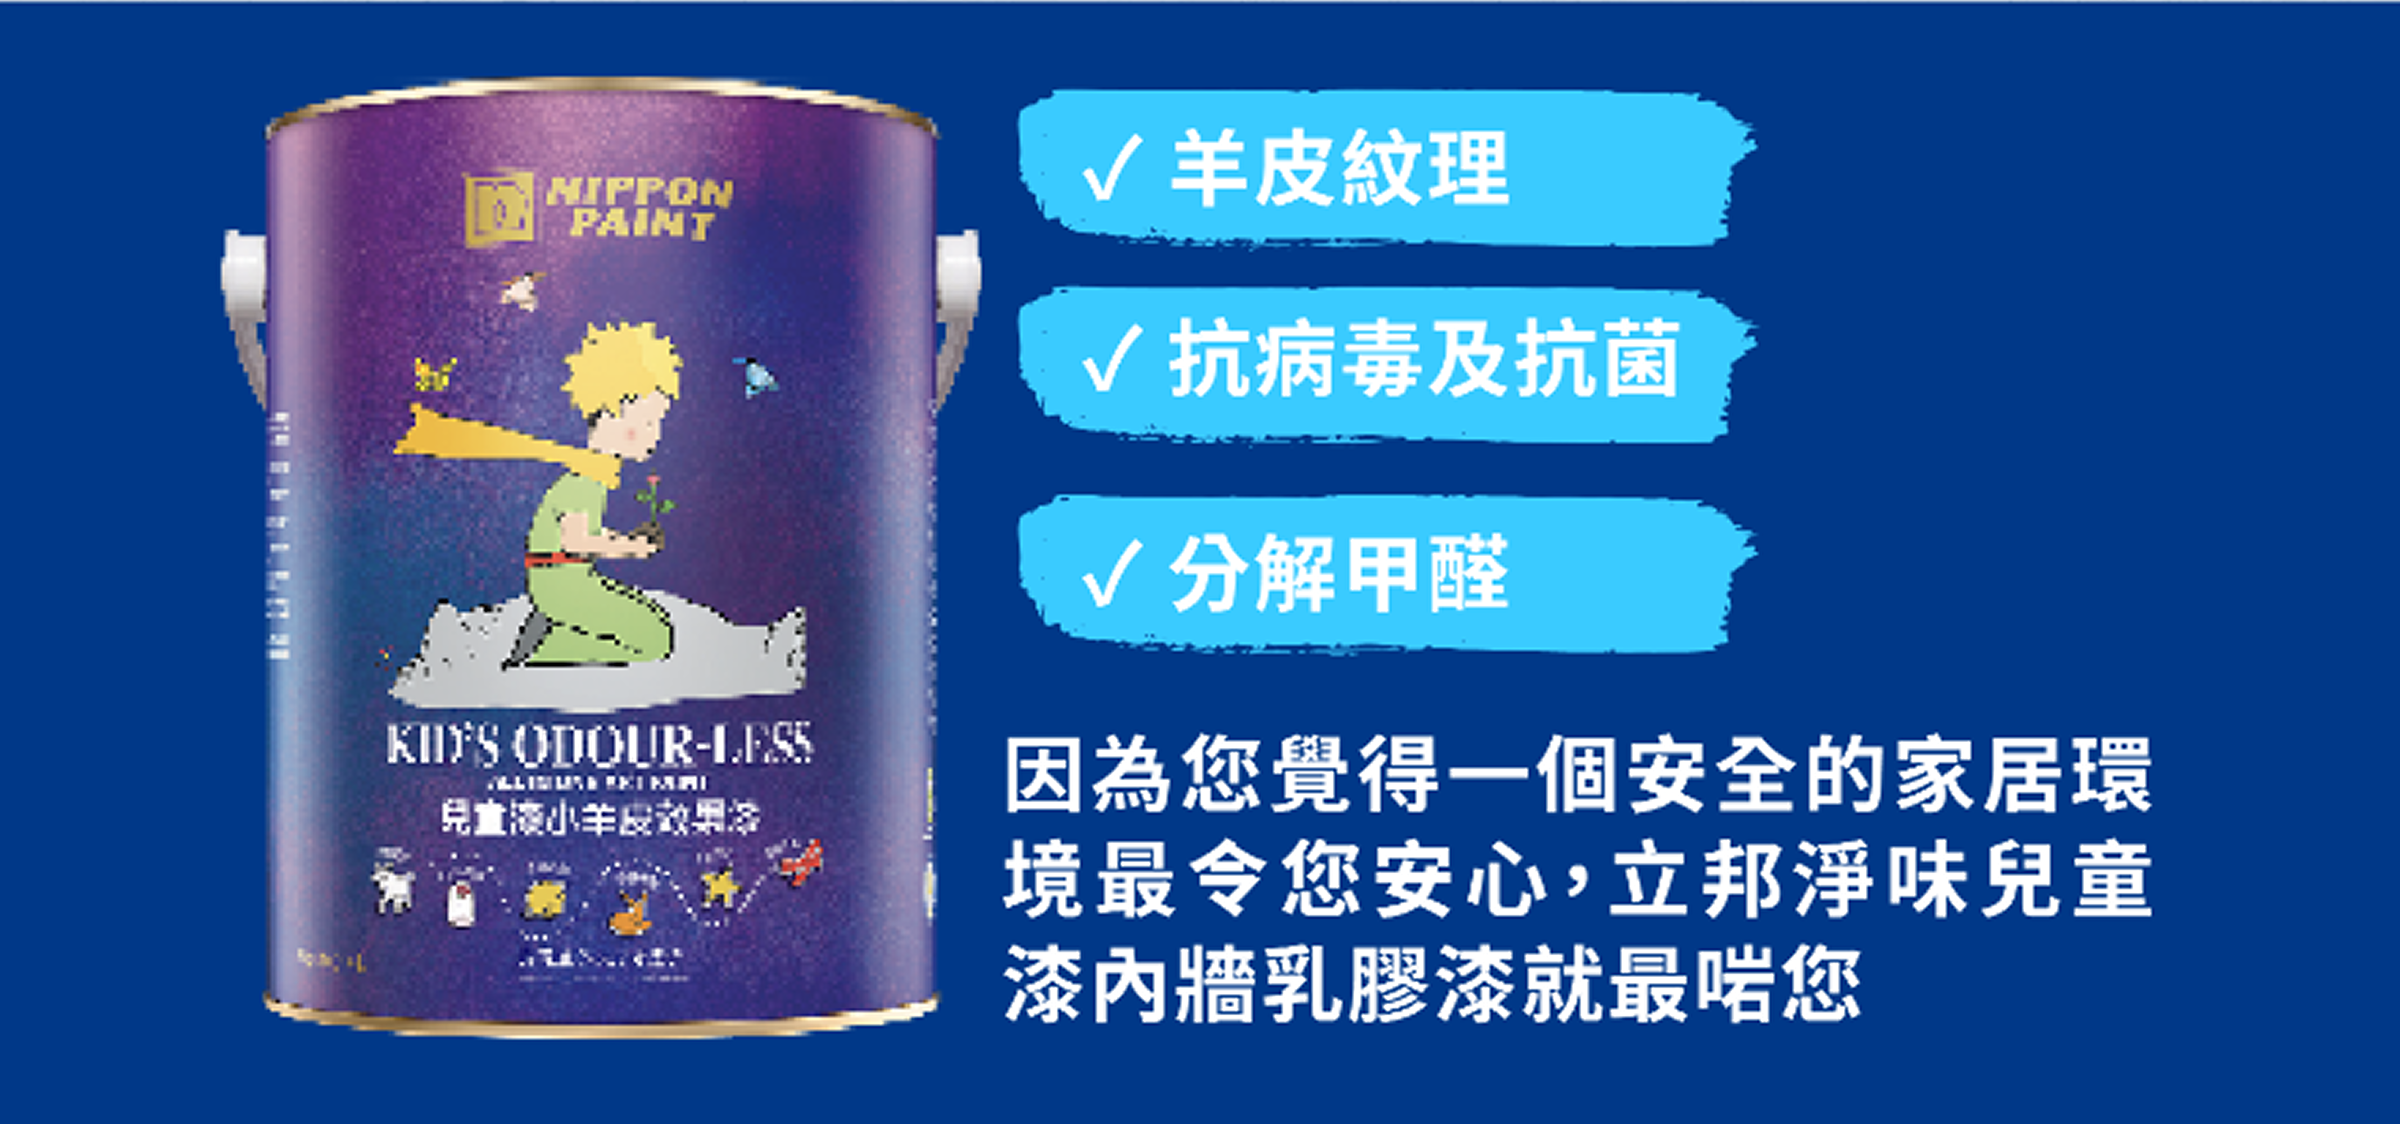 NIPPON
PAINT
KID'S ODOUR-LESS
兒童漆小羊皮效果漆
✓ 羊皮紋理
✓ 抗病毒及抗菌
✓ 分解甲醛
因為您覺得一個安全的家居環
境最令您安心，立邦淨味兒童
漆內牆乳膠漆就最啱您